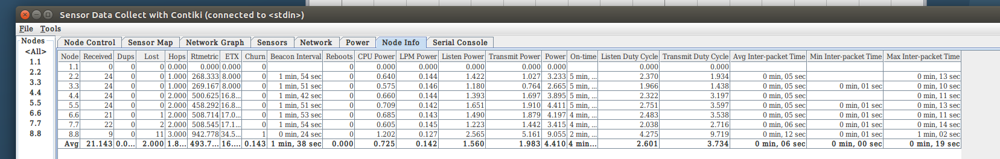 Sensor Data Collect with Contiki (connected to <stdin>)
File Tools
Nodes
<All>
1.1
2.2
3.3
4.4
5.5
6.6
7.7
8.8
Node Control Sensor Map Network Graph Sensors Network Power Node Info Serial Console
Node Received Dups Lost Hops Rtmetric ETX Churn Beacon Interval Reboots CPU Power LPM Power Listen Power Transmit Power Power On-time Listen Duty Cycle Transmit Duty Cycle Avg Inter-packet Time Min Inter-packet Time Max Inter-packet Time
1.1 0 0 0 0.000 0.000 0.000 0 0 0.000 0.000 0.000 0.000 0.000 0.000 0.000
2.2 24 0 0 1.000 268.333 8.000 0 1 min, 54 sec 0 0.640 0.144 1.422 1.027 3.233 5 min, ... 2.370 1.934 0 min, 05 sec 0 min, 13 sec
3.3 24 0 0 1.000 269.167 8.000 0 1 min, 51 sec 0 0.575 0.146 1.180 0.764 2.665 5 min, ... 1.966 1.438 0 min, 05 sec 0 min, 01 sec 0 min, 10 sec
4.4 24 0 0 2.000 500.625 16.8... 0 1 min, 42 sec 0 0.660 0.144 1.393 1.697 3.895 5 min, ... 2.322 3.197 0 min, 05 sec 0 min, 11 sec
5.5 24 0 0 2.000 458.292 16.8... 0 1 min, 51 sec 0 0.709 0.142 1.651 1.910 4.411 5 min, ... 2.751 3.597 0 min, 05 sec 0 min, 01 sec 0 min, 13 sec
6.6 21 0 1 2.000 508.714 17.0... 0 1 min, 53 sec 0 0.685 0.143 1.490 1.879 4.197 4 min, ... 2.483 3.538 0 min, 05 sec 0 min, 01 sec 0 min, 11 sec
7.7 22 0 2 2.000 508.545 17.1... 0 1 min, 54 sec 0 0.605 0.145 1.223 1.442 3.415 4 min, ... 2.038 2.716 0 min, 06 sec 0 min, 01 sec 0 min, 14 sec
8.8 9 0 11 3.000 942.778 34.5... 1 0 min, 24 sec 0 1.202 0.127 2.565 5.161 9.055 2 min, ... 4.275 9.719 0 min, 12 sec 0 min, 01 sec 1 min, 02 sec
Avg 21.143 0.0... 2.000 1.8... 493.7... 16.... 0.143 1 min, 38 sec 0.000 0.725 0.142 1.560 1.983 4.410 4 min... 2.601 3.734 0 min, 06 sec 0 min, 00 sec 0 min, 19 sec